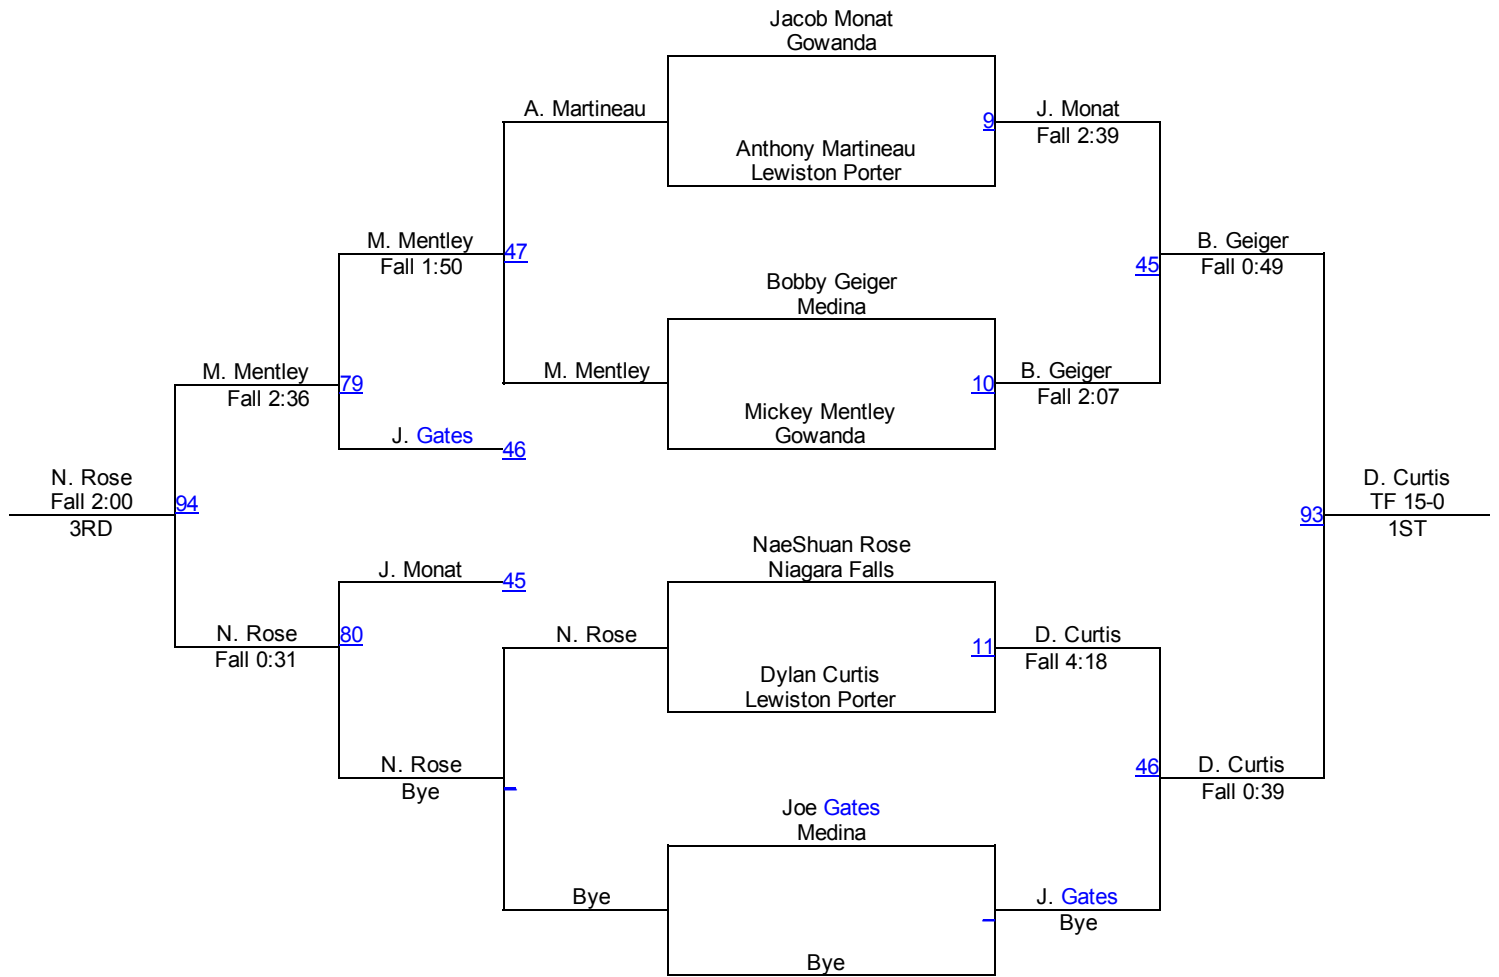 Jacob Monat
Gowanda
A. Martineau
9
J. Monat
Fall 2:39
Anthony Martineau
Lewiston Porter
M. Mentley
Fall 1:50
47
45
B. Geiger
Fall 0:49
Bobby Geiger
Medina
M. Mentley
Fall 2:36
79
M. Mentley
10
B. Geiger
Fall 2:07
Mickey Mentley
Gowanda
J. Gates
46
N. Rose
Fall 2:00
3RD
94
93
D. Curtis
TF 15-0
1ST
NaeShuan Rose
Niagara Falls
J. Monat
45
N. Rose
Fall 0:31
80
N. Rose
11
D. Curtis
Fall 4:18
Dylan Curtis
Lewiston Porter
N. Rose
Bye
46
D. Curtis
Fall 0:39
Joe Gates
Medina
Bye
J. Gates
Bye
Bye